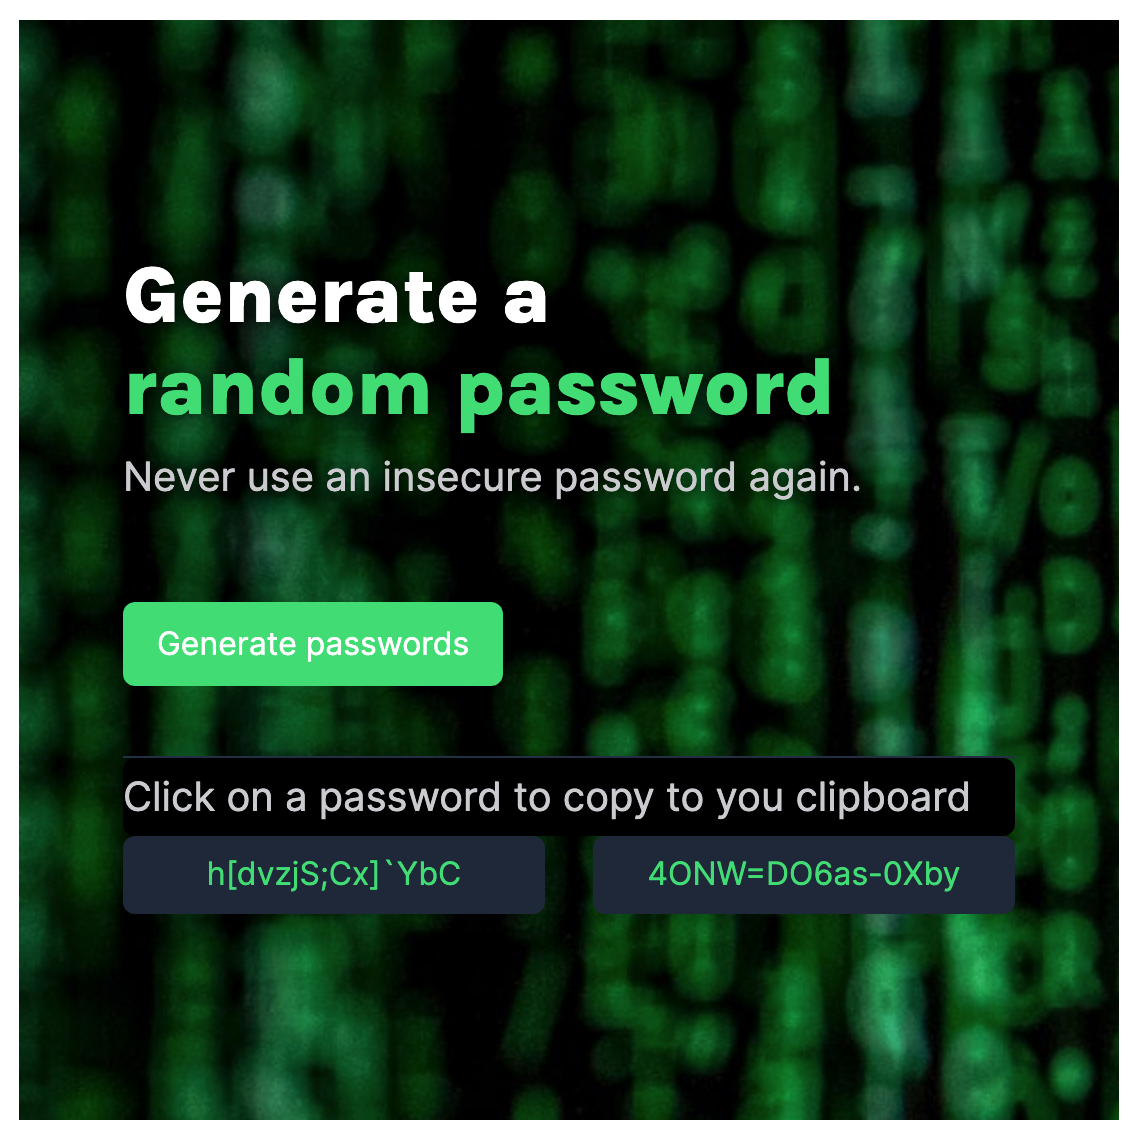 Generate a
random password
Never use an insecure password again.
Generate passwords
Click on a password to copy to you clipboard
h[dvzjS;Cx]`YbC
4ONW=DO6as-0Xby